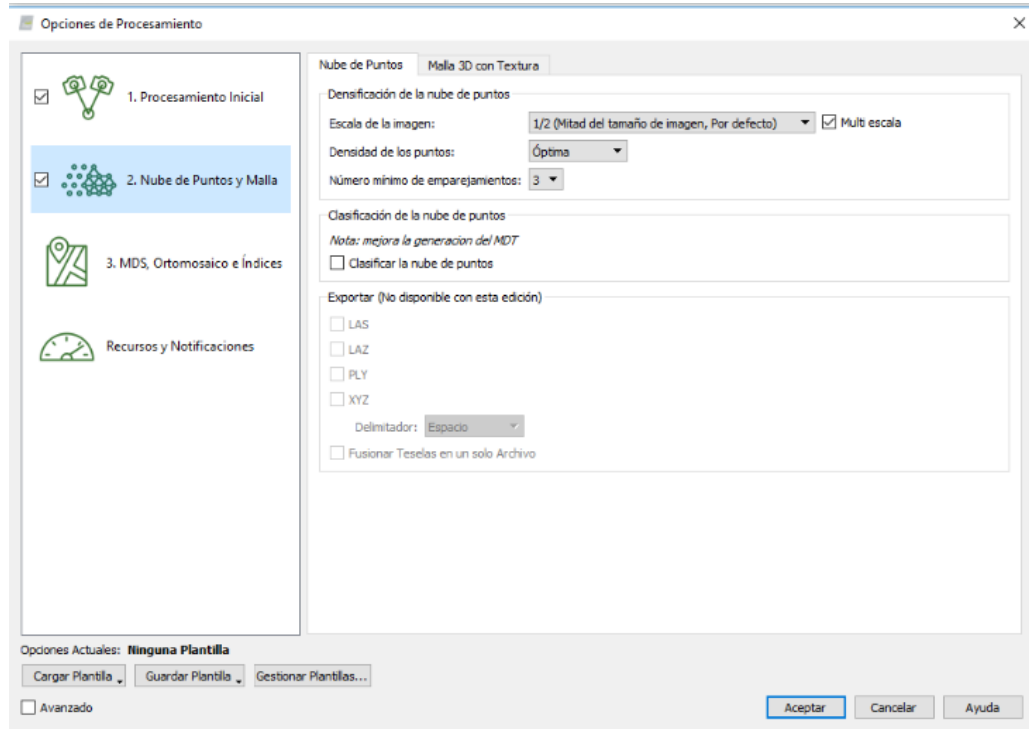 Opciones de Procesamiento
1. Procesamiento Inicial
2. Nube de Puntos y Malla
3. MDS, Ortomosaico e Índices
Recursos y Notificaciones
Nube de Puntos Malla 3D con Textura
Densificación de la nube de puntos
Escala de la imagen: 1/2 (Mitad del tamaño de imagen, Por defecto) Multi escala
Densidad de los puntos: Óptima
Número mínimo de emparejamientos: 3
Clasificación de la nube de puntos
Nota: mejora la generacion del MDT
Clasificar la nube de puntos
Exportar (No disponible con esta edición)
LAS
LAZ
PLY
XYZ
Delimitador: Espacio
Fusionar Teselas en un solo Archivo
Opciones Actuales: Ninguna Plantilla
Cargar Plantilla Guardar Plantilla Gestionar Plantillas...
Avanzado Aceptar Cancelar Ayuda